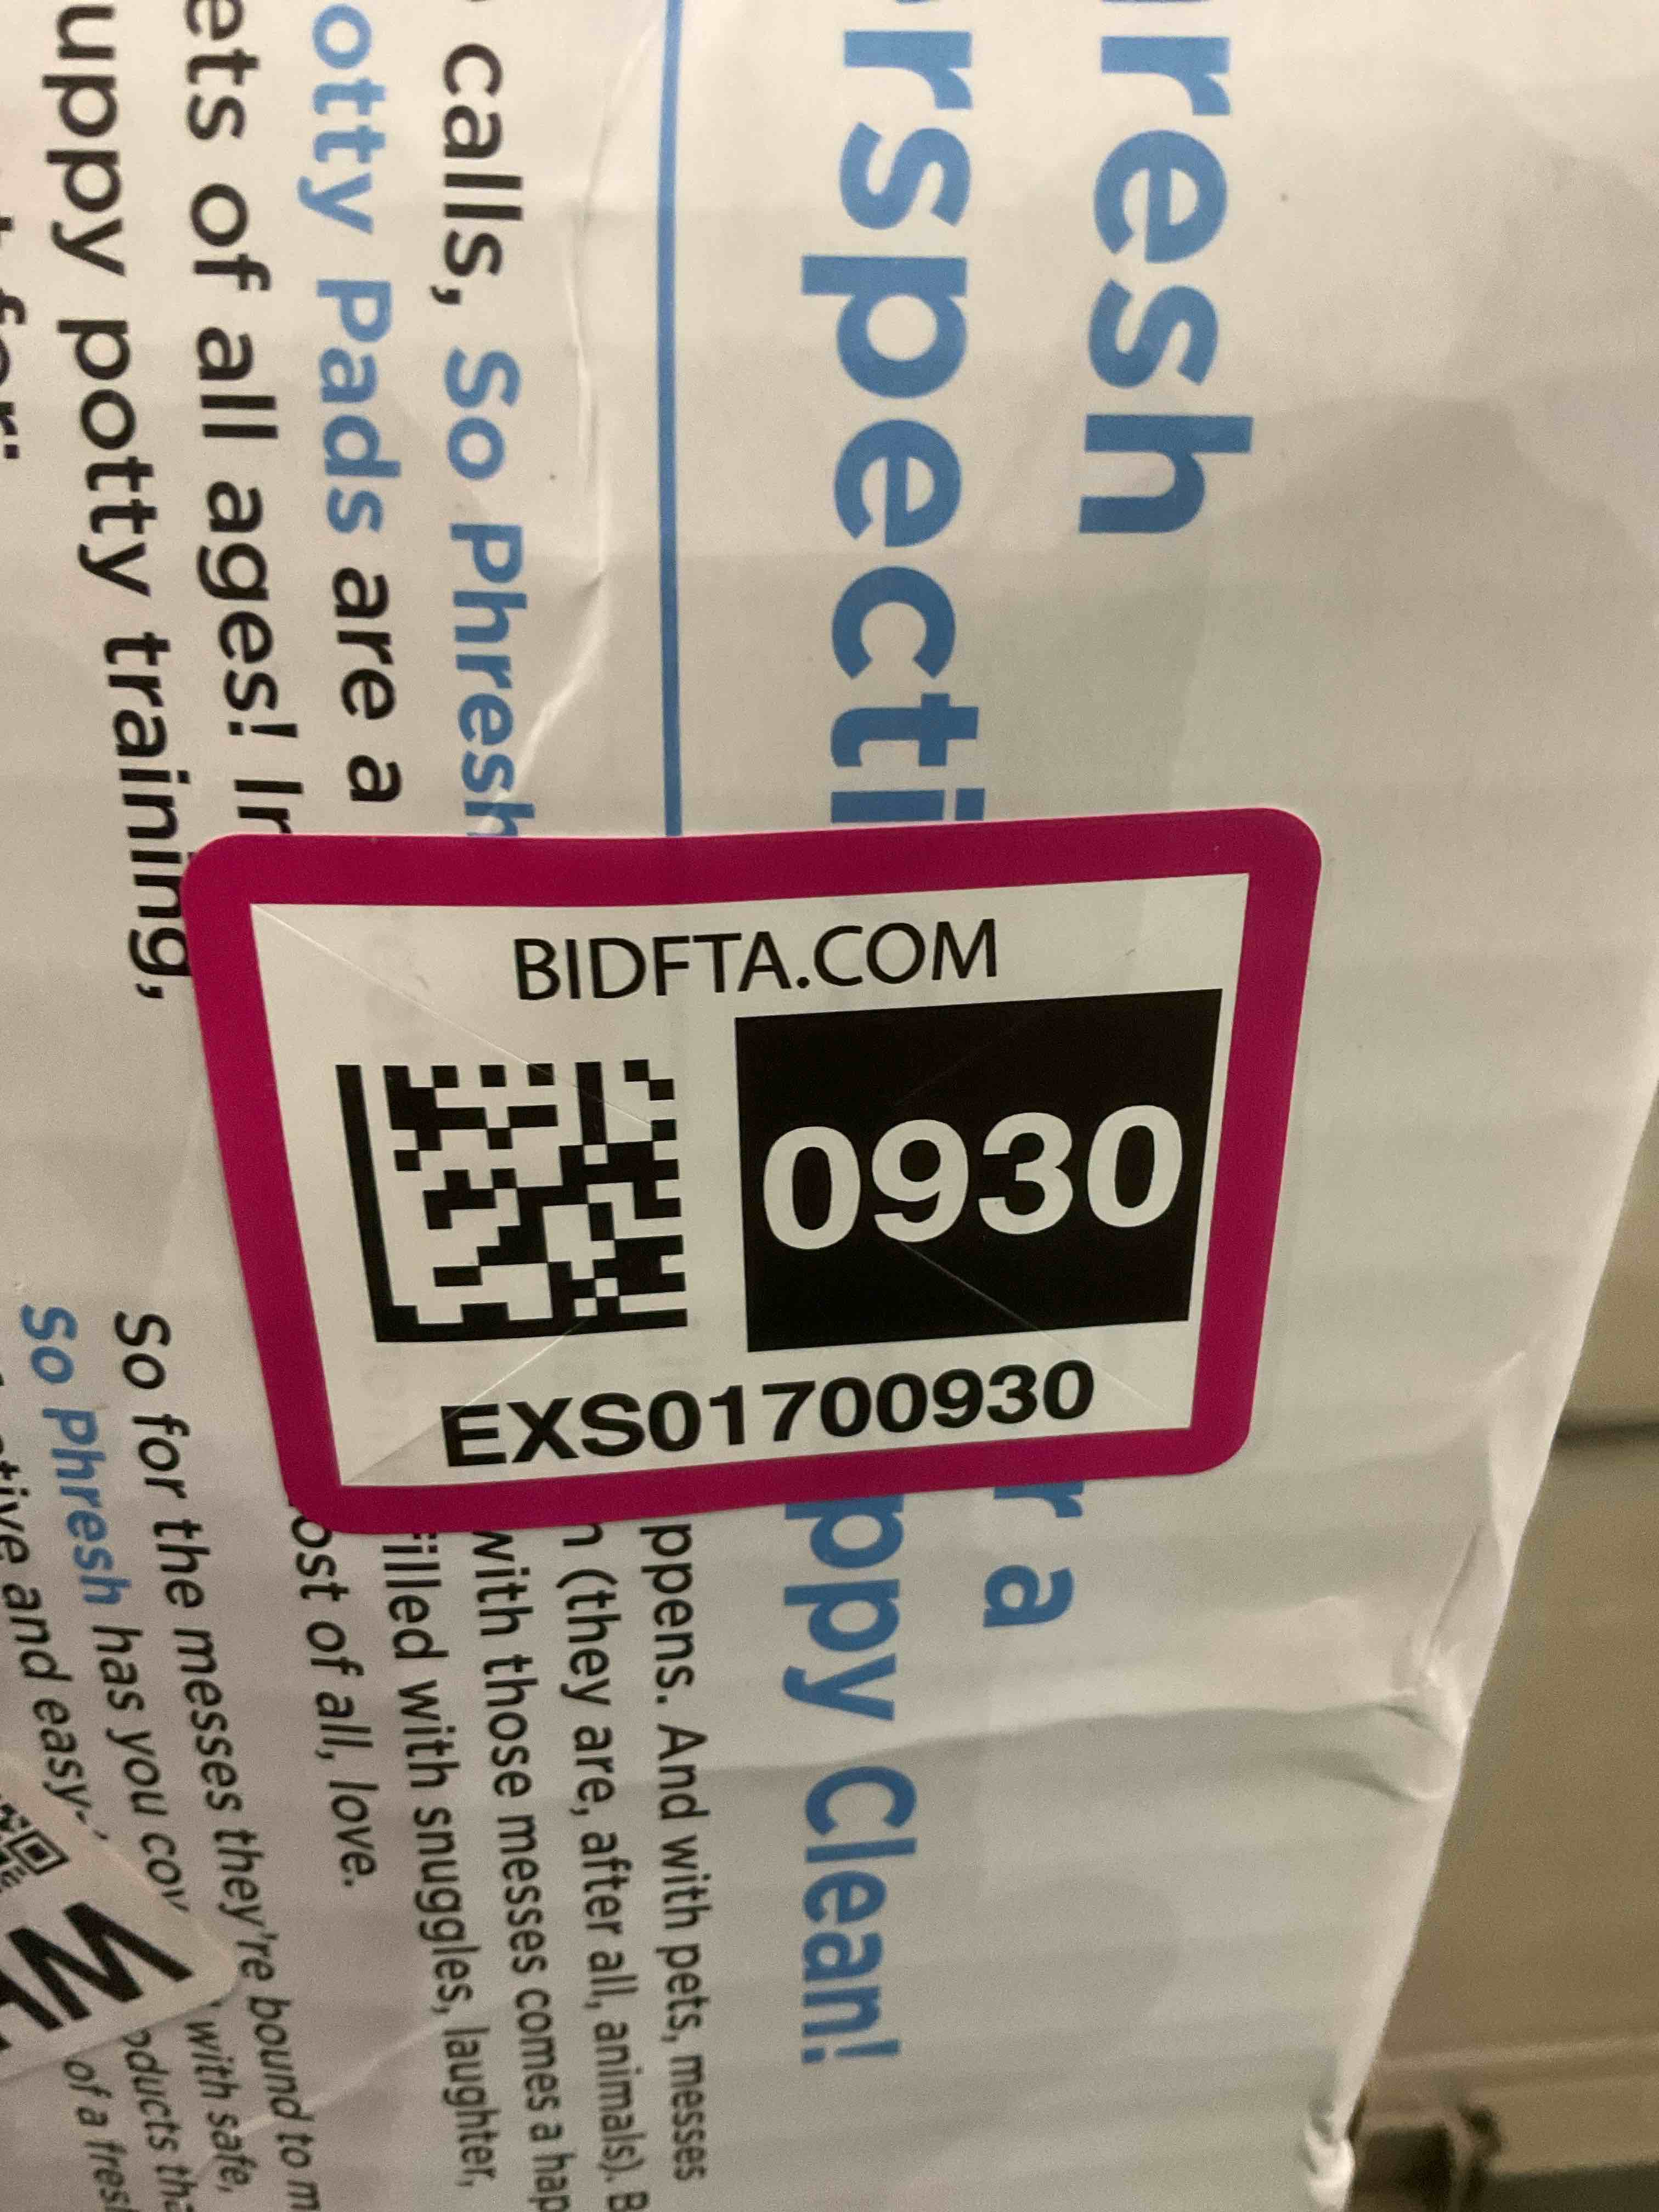 BIDFTA.COM
0930
EXS01700930
resh
rspecti
calls, So Phresh
otty Pads are a
ets of all ages! In
uppy potty training,
for:
r a
ppy Clean!
ppens. And with pets, messes
(they are, after all, animals). B
with those messes comes a hap
filled with snuggles, laughter,
ost of all, love.
So for the messes they're bound to m
So Phresh has you cov with safe,
tive and easy- oducts tha
of a fresh